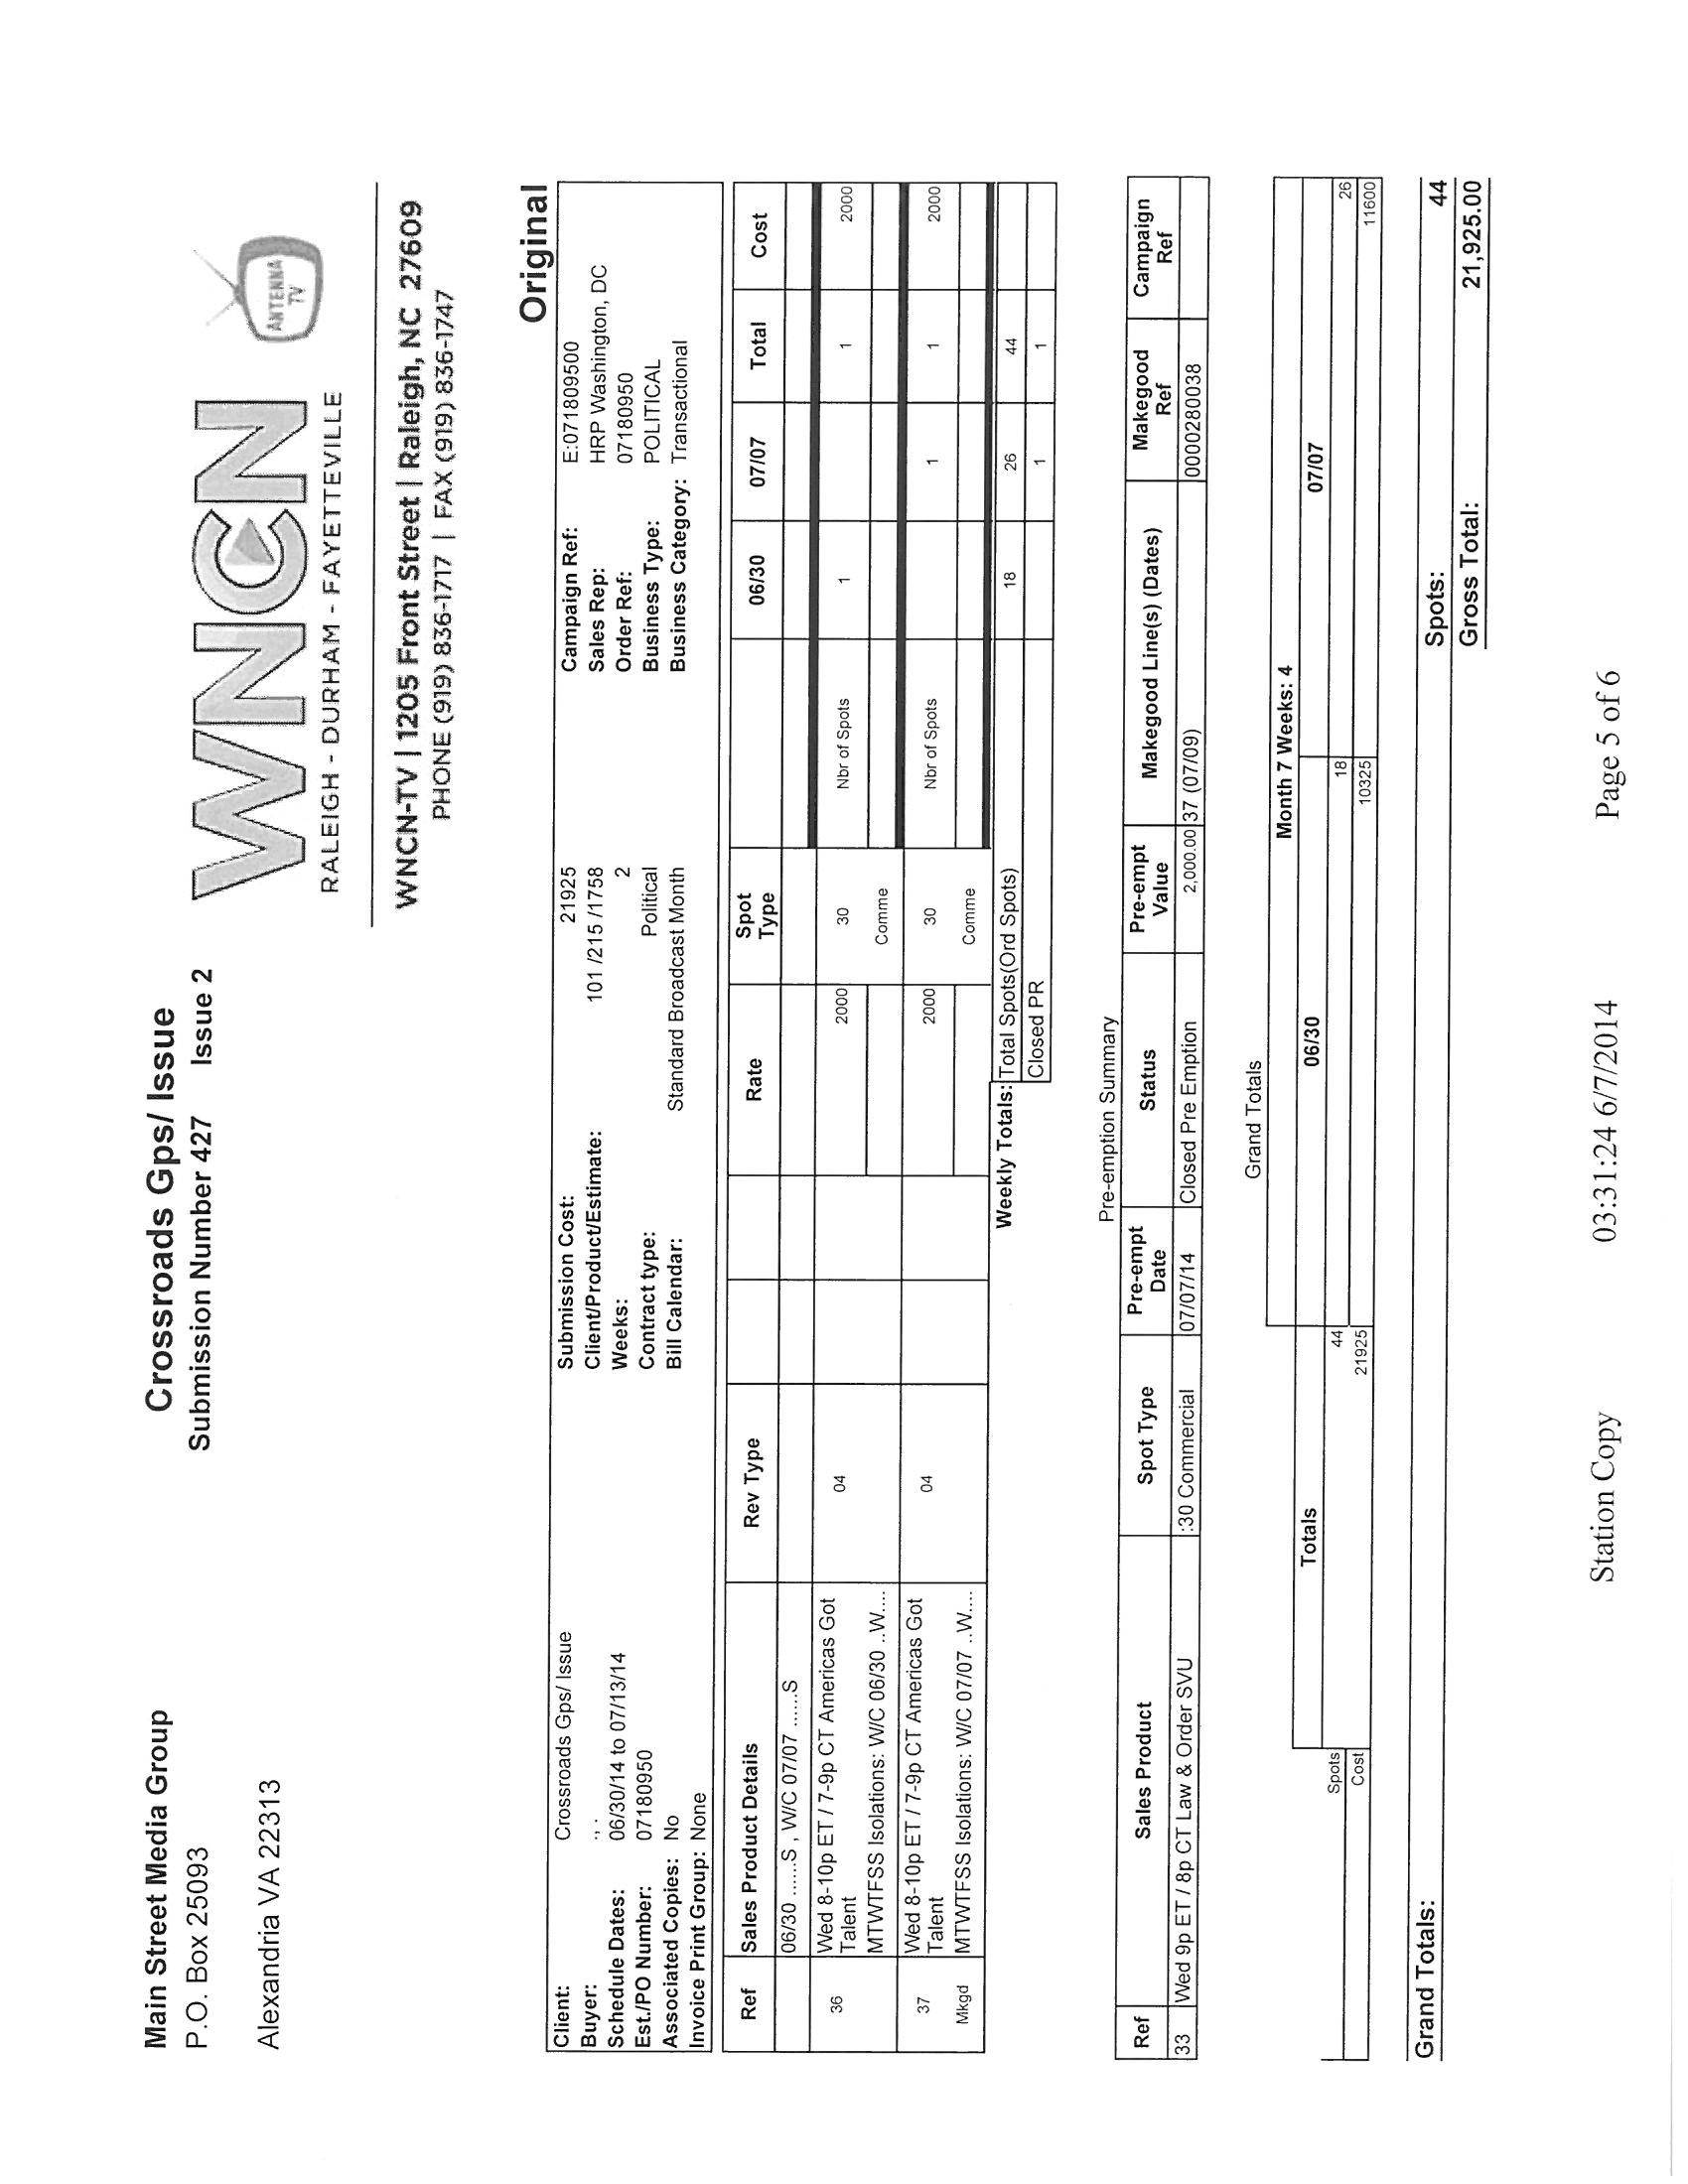 Main Street Media Group
P.O. Box 25093
Alexandria VA 22313
Crossroads Gps/ Issue
Submission Number 427 Issue 2
WNCN
RALEIGH - DURHAM - FAYETTEVILLE
ANTENNA TV
WNCN-TV | 1205 Front Street | Raleigh, NC 27609
PHONE (919) 836-1717 | FAX (919) 836-1747
Original
Client: Crossroads Gps/ Issue Submission Cost: 21925 Campaign Ref: E:071809500
Buyer: ., . Client/Product/Estimate: 101 /215 /1758 Sales Rep: HRP Washington, DC
Schedule Dates: 06/30/14 to 07/13/14 Weeks: 2 Order Ref: 07180950
Est./PO Number: 07180950 Contract type: Political Business Type: POLITICAL
Associated Copies: No Bill Calendar: Standard Broadcast Month Business Category: Transactional
Invoice Print Group: None
Ref Sales Product Details Rev Type Rate Spot Type 06/30 07/07 Total Cost
06/30 ......S , W/C 07/07 ......S
36 Wed 8-10p ET / 7-9p CT Americas Got Talent 04 2000 30 Nbr of Spots 1 1 2000
MTWTFSS Isolations: W/C 06/30 ..W.... Comme
37 Wed 8-10p ET / 7-9p CT Americas Got Talent 04 2000 30 Nbr of Spots 1 1 2000
Mkgd MTWTFSS Isolations: W/C 07/07 ..W.... Comme
Weekly Totals: Total Spots(Ord Spots) 18 26 44
Closed PR 1 1
Pre-emption Summary
Ref Sales Product Spot Type Pre-empt Date Status Pre-empt Value Makegood Line(s) (Dates) Makegood Ref Campaign Ref
33 Wed 9p ET / 8p CT Law & Order SVU :30 Commercial 07/07/14 Closed Pre Emption 2,000.00 37 (07/09) 0000280038
Grand Totals
Month 7 Weeks: 4
Totals 06/30 07/07
Spots 44 18 26
Cost 21925 10325 11600
Grand Totals: Spots: 44
Gross Total: 21,925.00
Station Copy 03:31:24 6/7/2014 Page 5 of 6